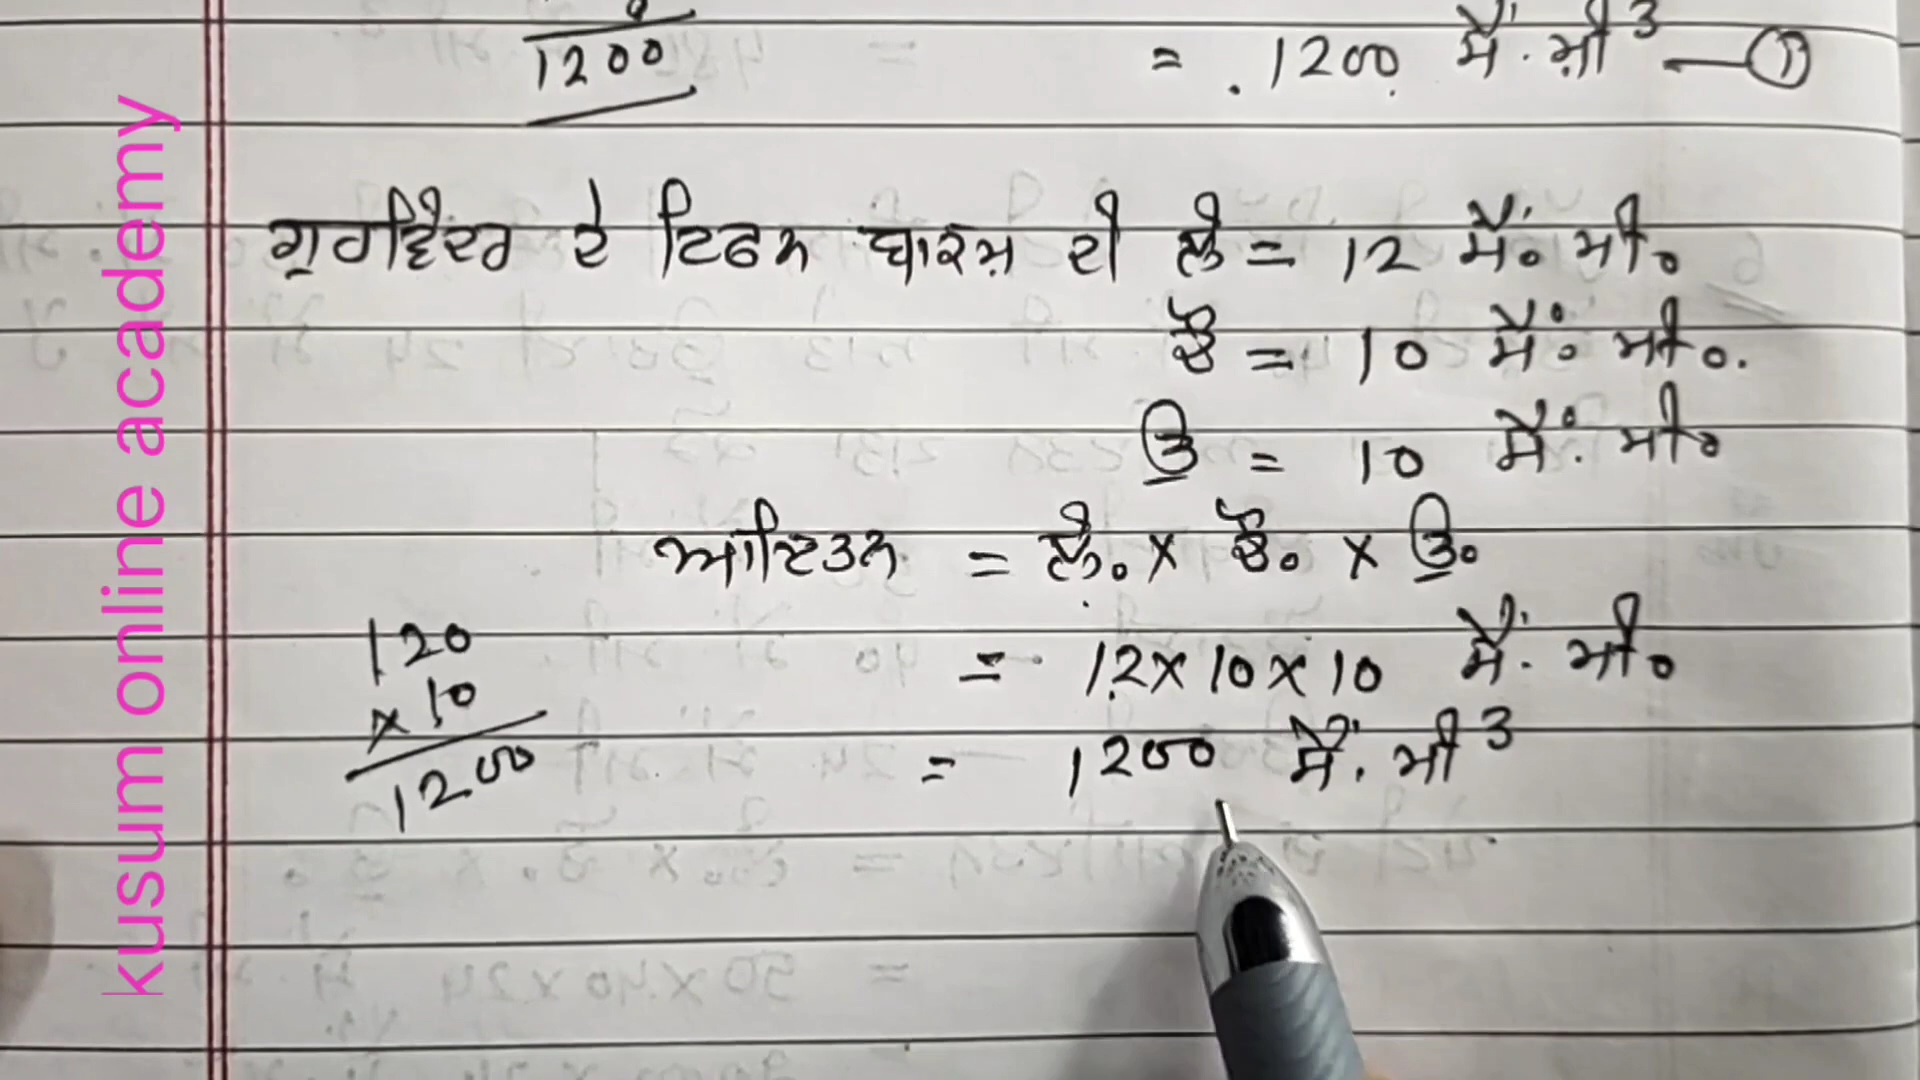 1200
= 1200 ਸੈਂ.ਮੀ³ — ①
ਗੁਰਵਿੰਦਰ ਦੇ ਟਿਫਨ ਬਾਕਸ ਦੀ ਲੰ = 12 ਸੈਂ. ਮੀ.
ਚੌ = 10 ਸੈਂ. ਮੀ.
ਉ = 10 ਸੈਂ. ਮੀ.
ਆਇਤਨ = ਲੰ. × ਚੌ. × ਉ.
= 12×10×10 ਸੈਂ. ਮੀ.
= 1200 ਸੈਂ. ਮੀ³
120
×10
1200
kusum online academy